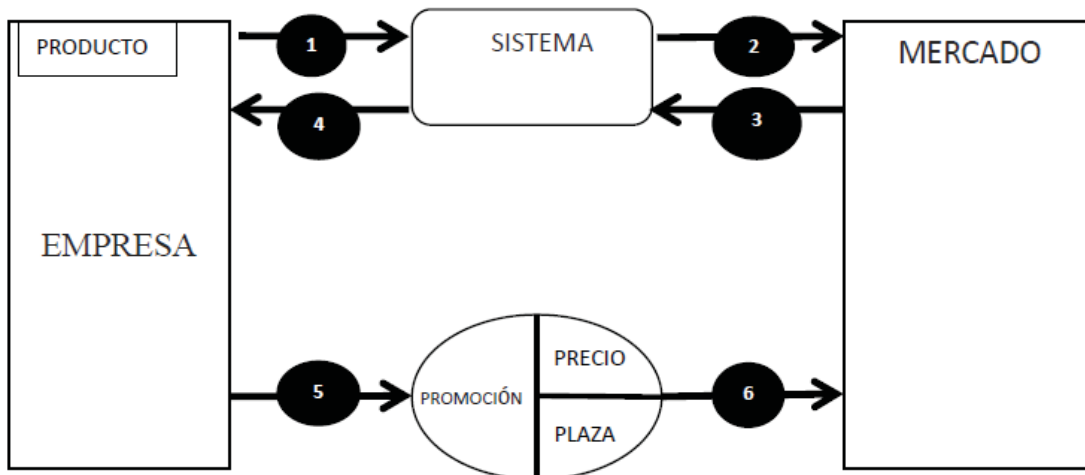 PRODUCTO
1
SISTEMA
2
MERCADO
4
3
EMPRESA
5
PROMOCIÓN
PRECIO
PLAZA
6